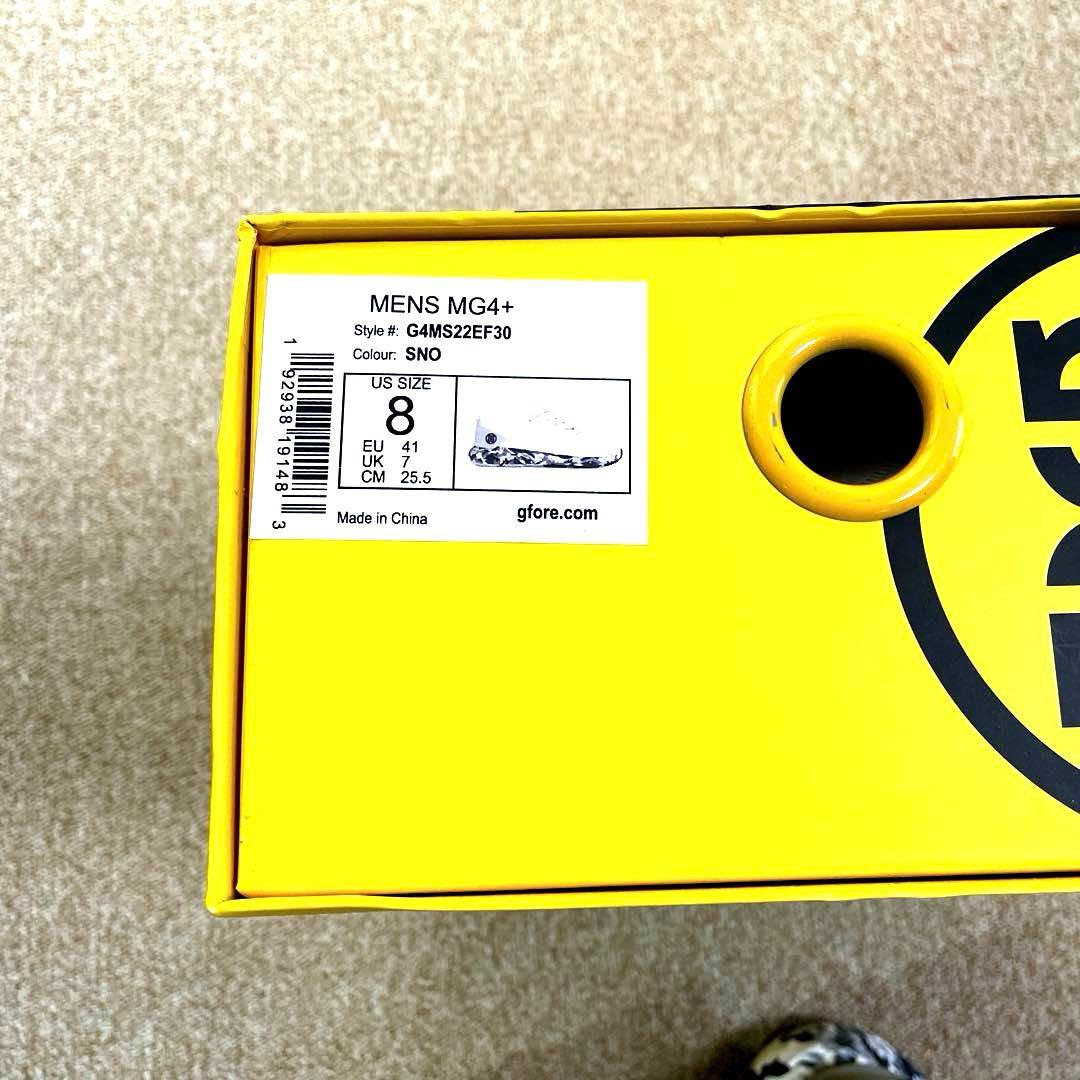 MENS MG4+
Style #: G4MS22EF30
Colour: SNO
US SIZE
8
EU 41
UK 7
CM 25.5
Made in China
gfore.com
1 92938 19148 3